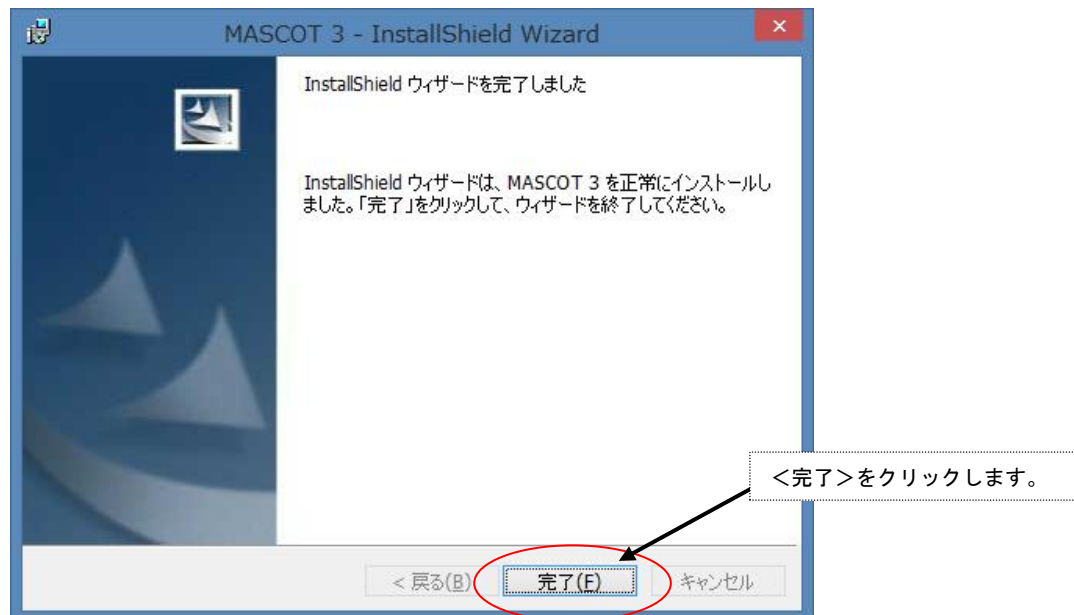 MASCOT 3 - InstallShield Wizard
InstallShield ウィザードを完了しました
InstallShield ウィザードは、MASCOT 3 を正常にインストールし
ました。「完了」をクリックして、ウィザードを終了してください。
＜完了＞をクリックします。
< 戻る(B)
完了(F)
キャンセル